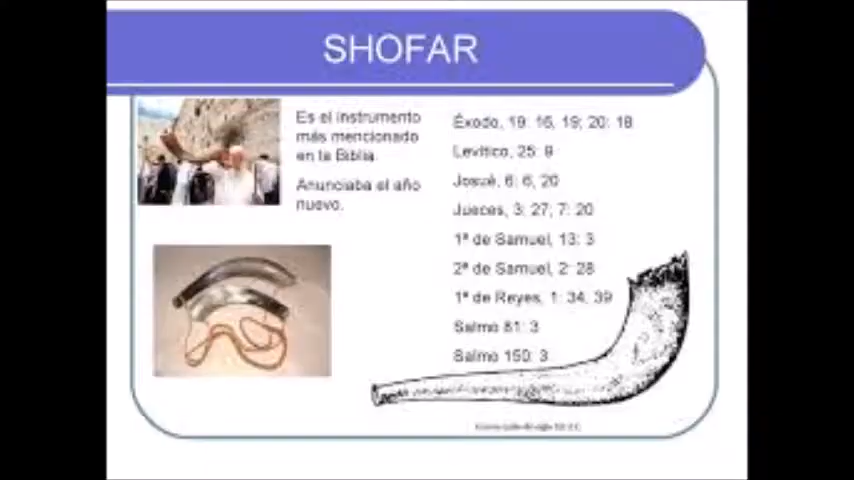 SHOFAR
Es el instrumento
más mencionado
en la Biblia.
Anunciaba el año
nuevo.
Éxodo, 19: 16, 19; 20: 18
Levítico, 25: 9
Josué, 6: 6, 20
Jueces, 3: 27; 7: 20
1ª de Samuel, 13: 3
2ª de Samuel, 2: 28
1ª de Reyes, 1: 34, 39
Salmo 81: 3
Salmo 150: 3